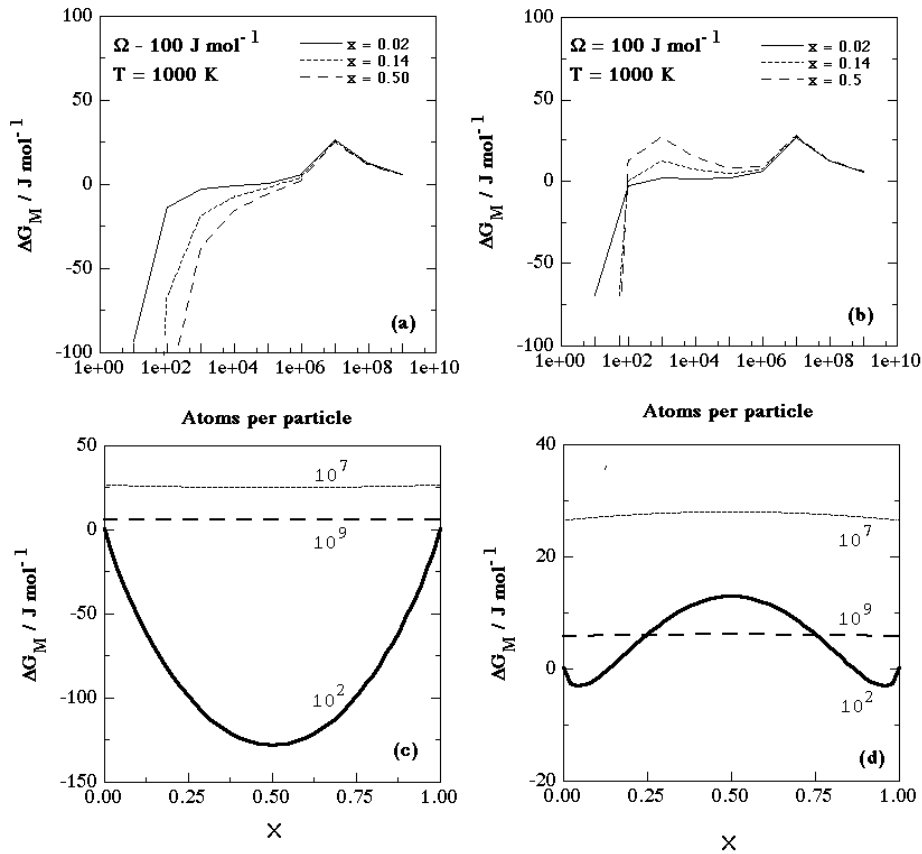 100
50
0
-50
-100
ΔG_M / J mol⁻¹
Ω - 100 J mol⁻¹
T = 1000 K
x = 0.02
x = 0.14
x = 0.50
(a)
1e+00 1e+02 1e+04 1e+06 1e+08 1e+10
Atoms per particle
100
50
0
-50
-100
ΔG_M / J mol⁻¹
Ω = 100 J mol⁻¹
T = 1000 K
x = 0.02
x = 0.14
x = 0.5
(b)
1e+00 1e+02 1e+04 1e+06 1e+08 1e+10
Atoms per particle
50
0
-50
-100
-150
ΔG_M / J mol⁻¹
10⁷
10⁹
10²
(c)
0.00 0.25 0.50 0.75 1.00
X
40
20
0
-20
ΔG_M / J mol⁻¹
10⁷
10⁹
10²
(d)
0.00 0.25 0.50 0.75 1.00
X